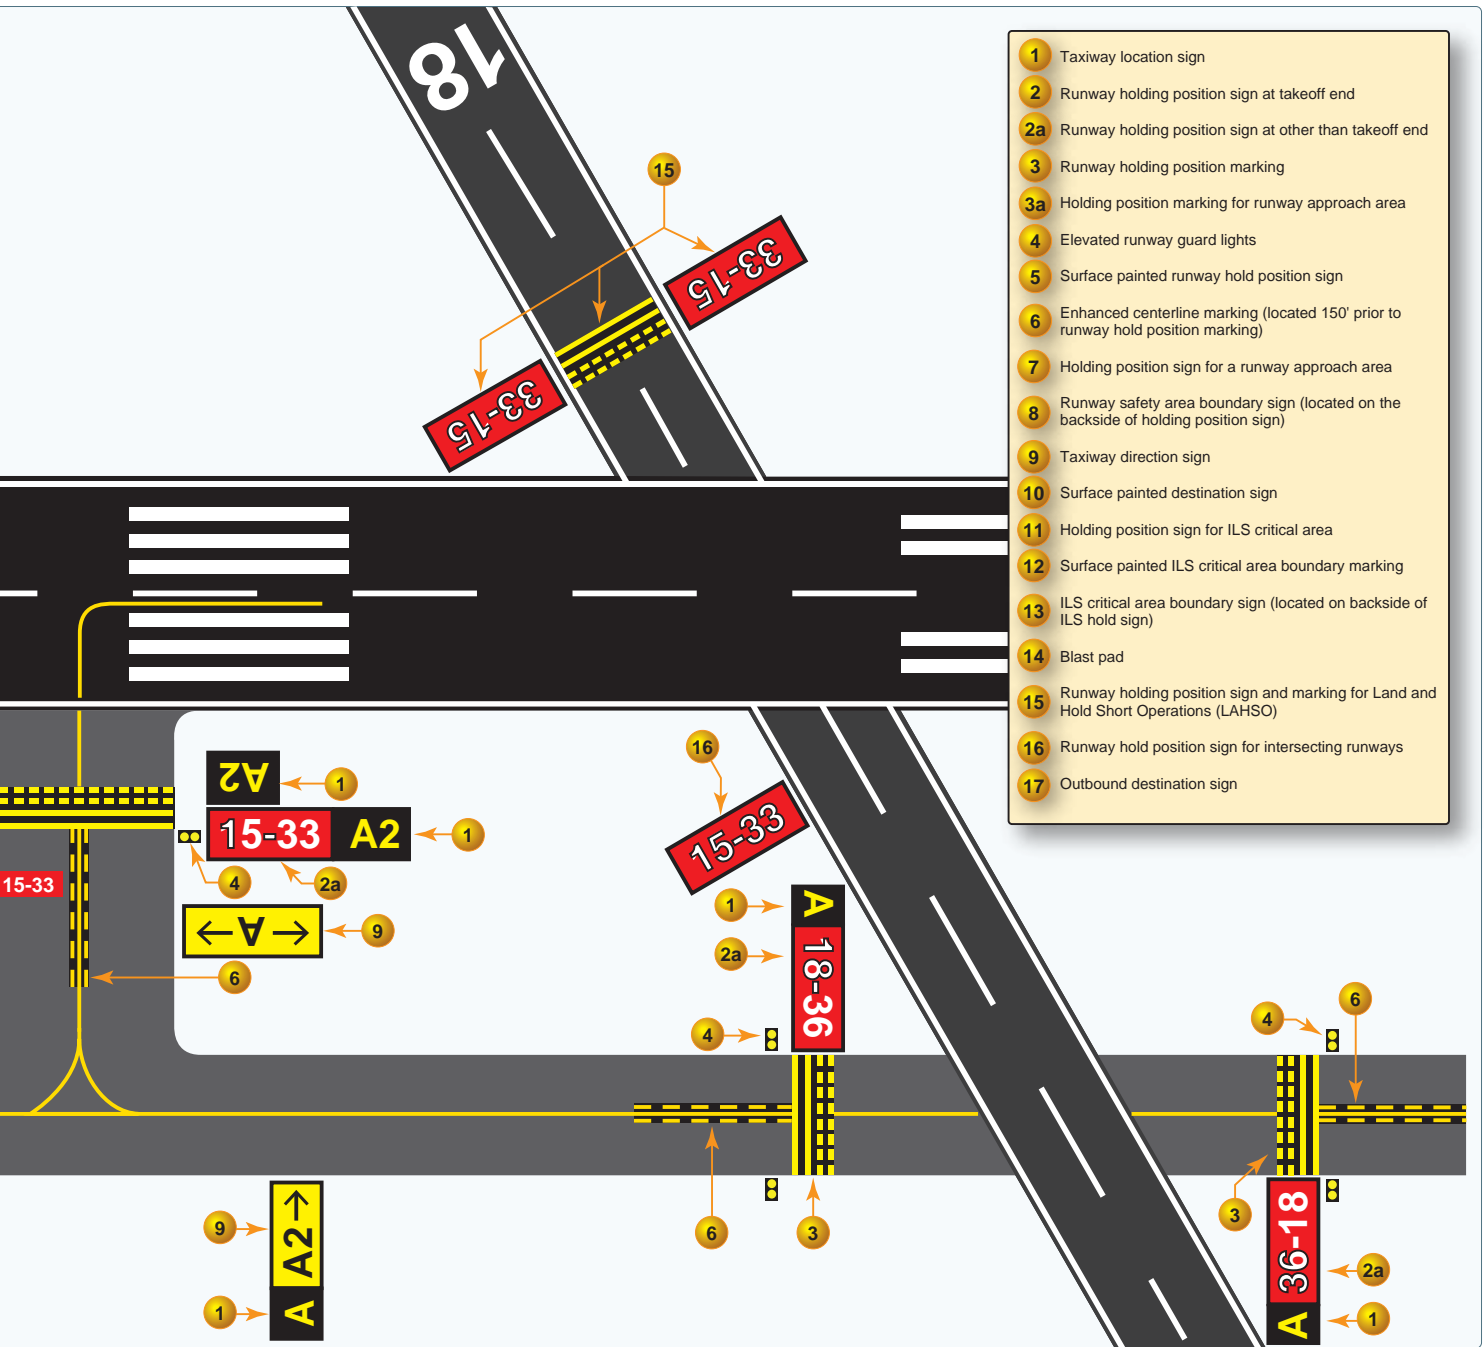 18
1 Taxiway location sign
2 Runway holding position sign at takeoff end
2a Runway holding position sign at other than takeoff end
3 Runway holding position marking
3a Holding position marking for runway approach area
4 Elevated runway guard lights
5 Surface painted runway hold position sign
6 Enhanced centerline marking (located 150' prior to
runway hold position marking)
7 Holding position sign for a runway approach area
8 Runway safety area boundary sign (located on the
backside of holding position sign)
9 Taxiway direction sign
10 Surface painted destination sign
11 Holding position sign for ILS critical area
12 Surface painted ILS critical area boundary marking
13 ILS critical area boundary sign (located on backside of
ILS hold sign)
14 Blast pad
15 Runway holding position sign and marking for Land and
Hold Short Operations (LAHSO)
16 Runway hold position sign for intersecting runways
17 Outbound destination sign
15
33-15
33-15
A2
1
15-33 A2
1
4
2a
15-33
←A→
9
6
16
15-33
1
A
2a
18-36
4
6
3
4
6
3
36-18
2a
A
1
9
A2→
1
A